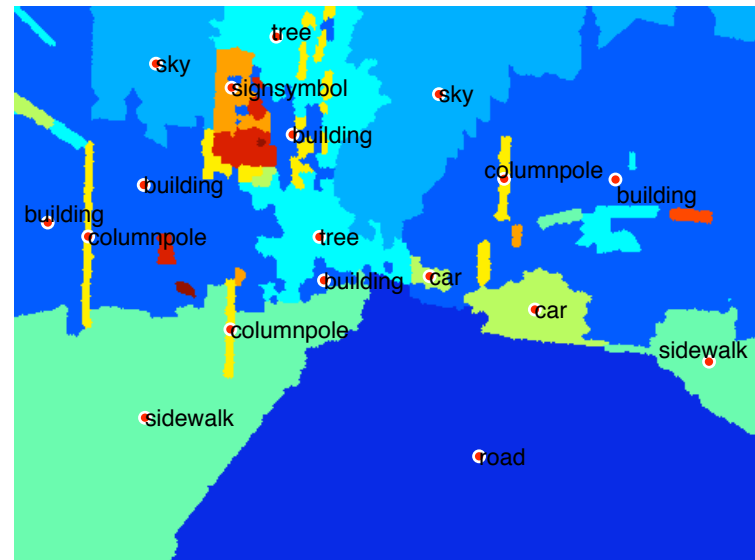 tree
sky
signsymbol
sky
building
columnpole
building
building
building
columnpole
tree
building
car
car
columnpole
sidewalk
sidewalk
road